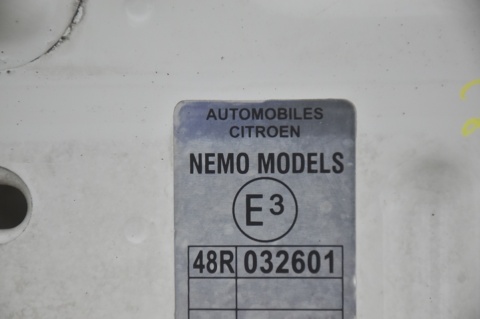 AUTOMOBILES
CITROEN
NEMO MODELS
E3
48R 032601